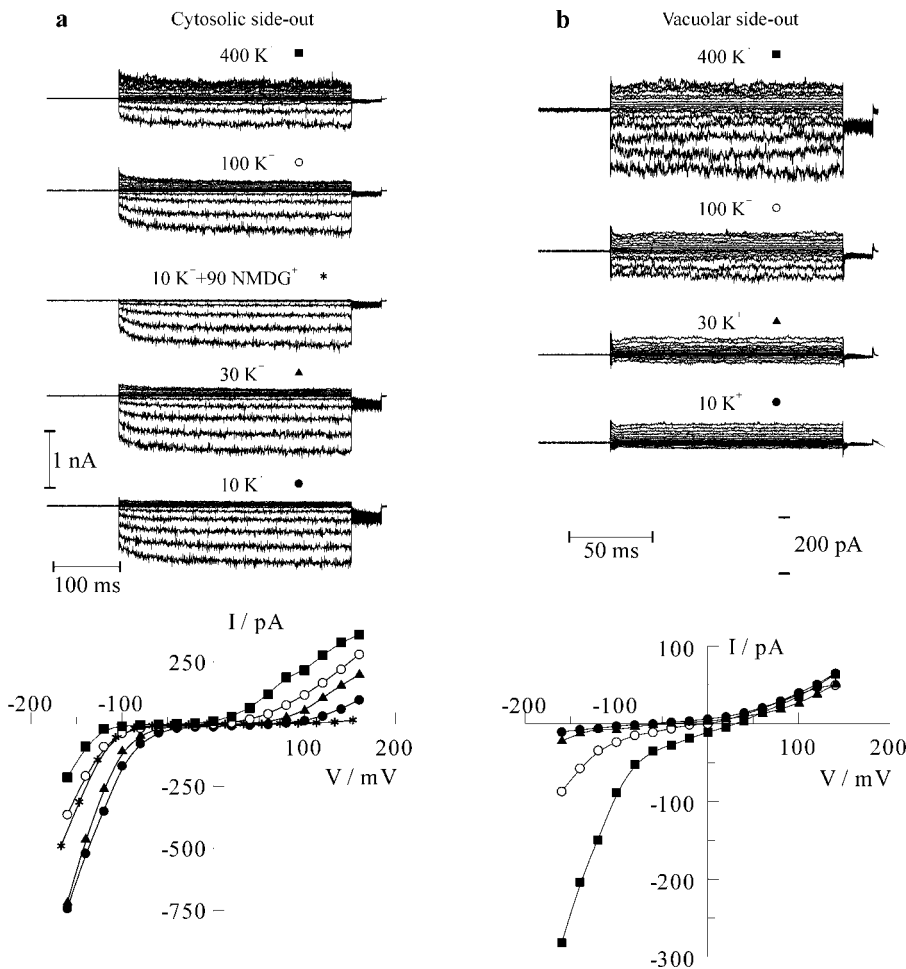 a Cytosolic side-out
400 K
100 K⁻
10 K⁻+90 NMDG⁺
30 K⁻
1 nA
10 K
100 ms
I / pA
250
-200
-100
100
200
V / mV
-250
-500
-750
b Vacuolar side-out
400 K
100 K⁻
30 K⁺
10 K⁺
50 ms
200 pA
100
I / pA
-200
-100
100
200
V / mV
-100
-200
-300